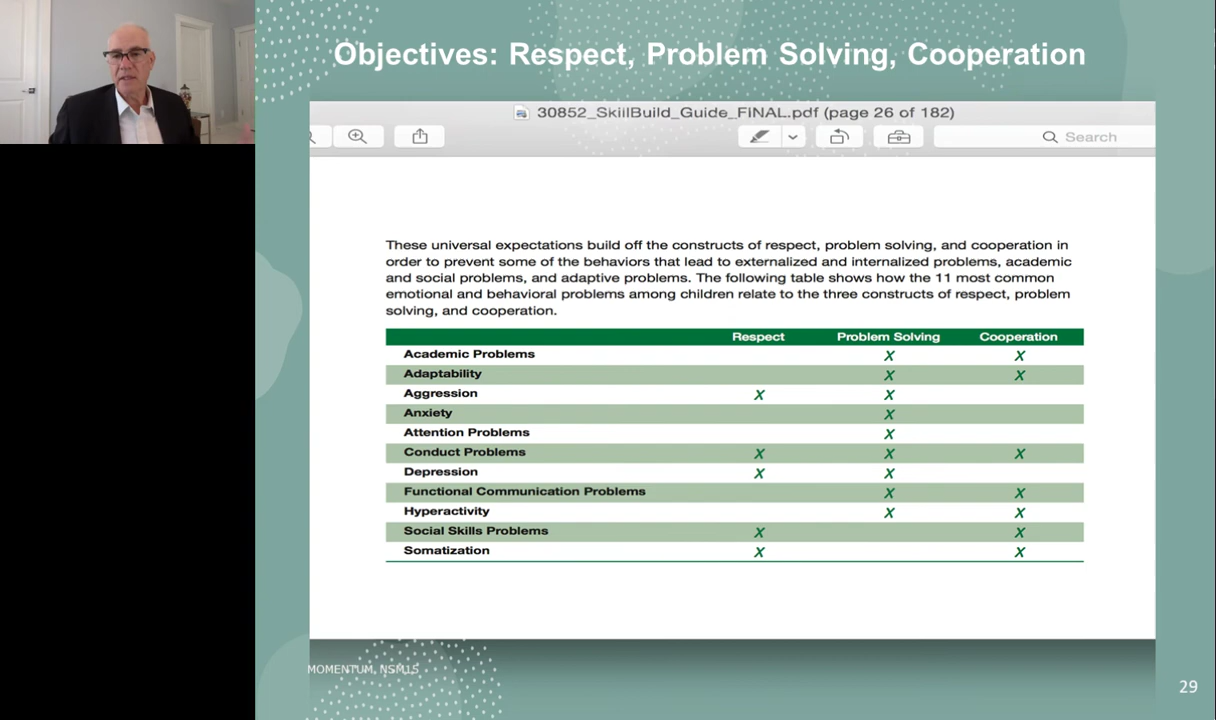 Objectives: Respect, Problem Solving, Cooperation
30852_SkillBuild_Guide_FINAL.pdf (page 26 of 182)
Search
These universal expectations build off the constructs of respect, problem solving, and cooperation in
order to prevent some of the behaviors that lead to externalized and internalized problems, academic
and social problems, and adaptive problems. The following table shows how the 11 most common
emotional and behavioral problems among children relate to the three constructs of respect, problem
solving, and cooperation.
Respect Problem Solving Cooperation
Academic Problems X X
Adaptability X X
Aggression X X
Anxiety X
Attention Problems X
Conduct Problems X X X
Depression X X
Functional Communication Problems X X
Hyperactivity X X
Social Skills Problems X X
Somatization X X
MOMENTUM, NSM15
29